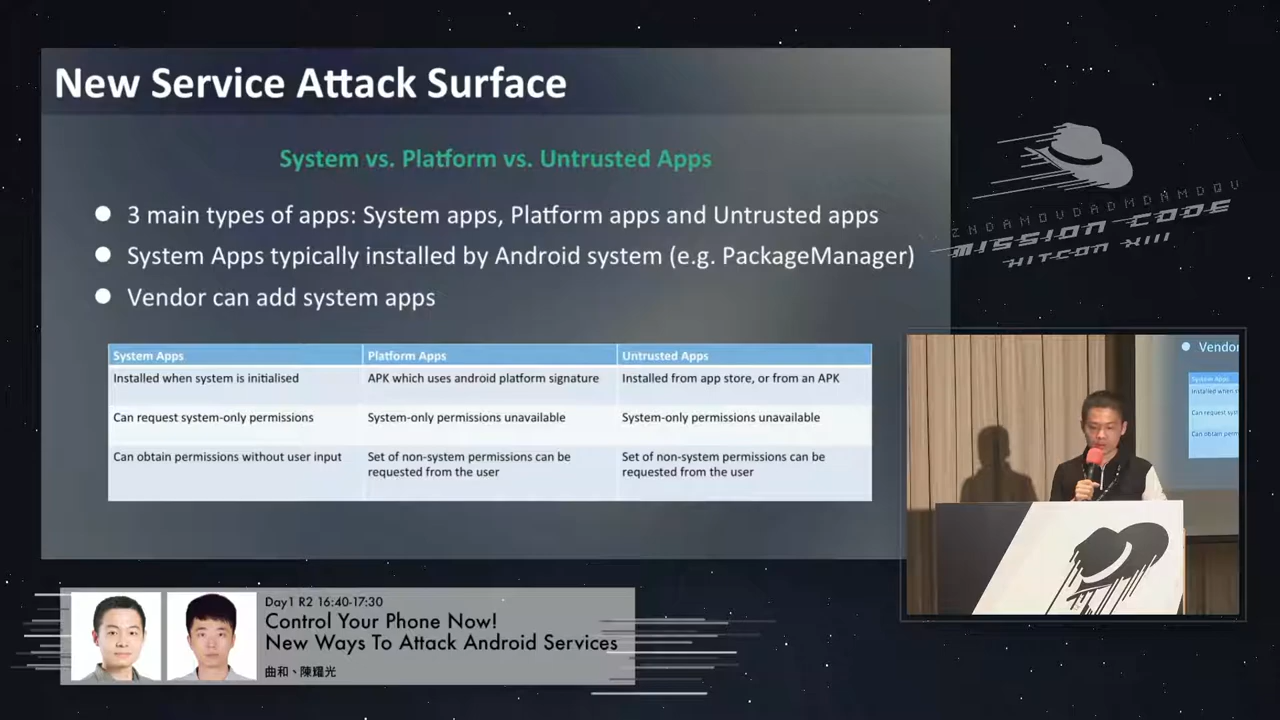 New Service Attack Surface
System vs. Platform vs. Untrusted Apps
3 main types of apps: System apps, Platform apps and Untrusted apps
System Apps typically installed by Android system (e.g. PackageManager)
Vendor can add system apps
System Apps
Platform Apps
Untrusted Apps
Installed when system is initialised
APK which uses android platform signature
Installed from app store, or from an APK
Can request system-only permissions
System-only permissions unavailable
System-only permissions unavailable
Can obtain permissions without user input
Set of non-system permissions can be
requested from the user
Set of non-system permissions can be
requested from the user
MISSION CODE
HITCON XIII
Vendor
System Apps
Day1 R2 16:40-17:30
Control Your Phone Now!
New Ways To Attack Android Services
曲和、陳耀光